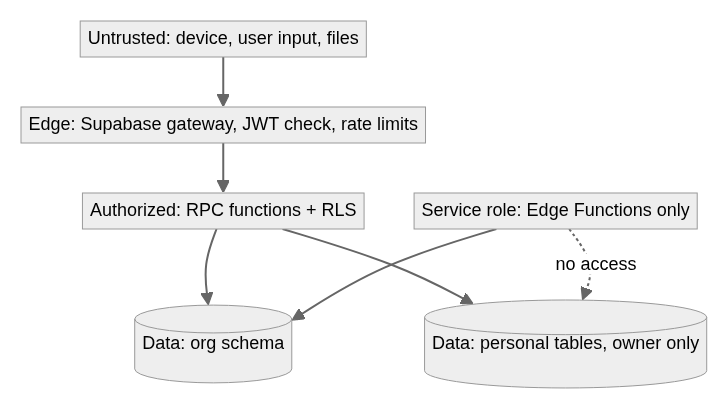 Untrusted: device, user input, files
Edge: Supabase gateway, JWT check, rate limits
Authorized: RPC functions + RLS
Service role: Edge Functions only
no access
Data: org schema
Data: personal tables, owner only